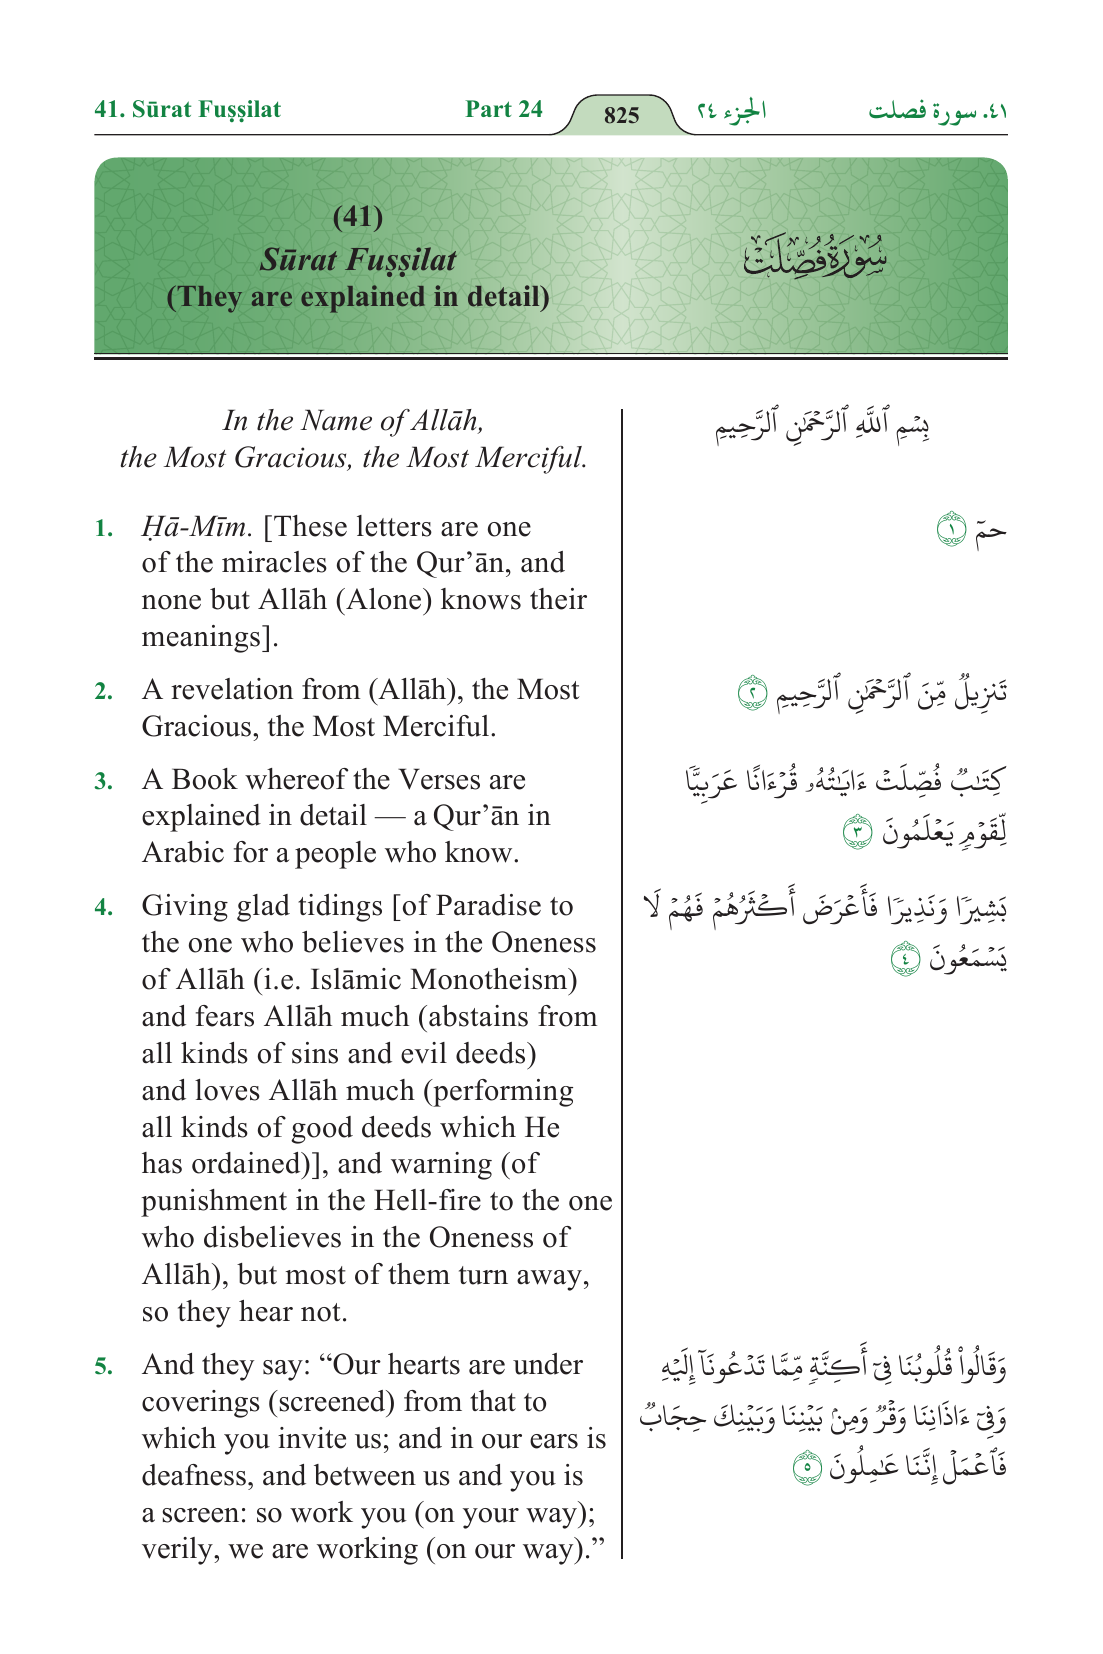 41. Sūrat Fuṣṣilat
Part 24
825
الجزء ٢٤
٤١. سورة فصلت
(41)
Sūrat Fuṣṣilat
(They are explained in detail)
سُورَةُ فُصِّلَتْ
In the Name of Allāh,
the Most Gracious, the Most Merciful.
1. Ḥā-Mīm. [These letters are one
of the miracles of the Qur’ān, and
none but Allāh (Alone) knows their
meanings].
2. A revelation from (Allāh), the Most
Gracious, the Most Merciful.
3. A Book whereof the Verses are
explained in detail — a Qur’ān in
Arabic for a people who know.
4. Giving glad tidings [of Paradise to
the one who believes in the Oneness
of Allāh (i.e. Islāmic Monotheism)
and fears Allāh much (abstains from
all kinds of sins and evil deeds)
and loves Allāh much (performing
all kinds of good deeds which He
has ordained)], and warning (of
punishment in the Hell-fire to the one
who disbelieves in the Oneness of
Allāh), but most of them turn away,
so they hear not.
5. And they say: “Our hearts are under
coverings (screened) from that to
which you invite us; and in our ears is
deafness, and between us and you is
a screen: so work you (on your way);
verily, we are working (on our way).”
بِسْمِ ٱللَّهِ ٱلرَّحْمَٰنِ ٱلرَّحِيمِ
حمٓ ١
تَنزِيلٌ مِّنَ ٱلرَّحْمَٰنِ ٱلرَّحِيمِ ٢
كِتَٰبٌ فُصِّلَتْ ءَايَٰتُهُۥ قُرْءَانًا عَرَبِيًّا
لِّقَوْمٍ يَعْلَمُونَ ٣
بَشِيرًا وَنَذِيرًا فَأَعْرَضَ أَكْثَرُهُمْ فَهُمْ لَا
يَسْمَعُونَ ٤
وَقَالُوا۟ قُلُوبُنَا فِىٓ أَكِنَّةٍ مِّمَّا تَدْعُونَآ إِلَيْهِ
وَفِىٓ ءَاذَانِنَا وَقْرٌ وَمِنۢ بَيْنِنَا وَبَيْنِكَ حِجَابٌ
فَٱعْمَلْ إِنَّنَا عَٰمِلُونَ ٥